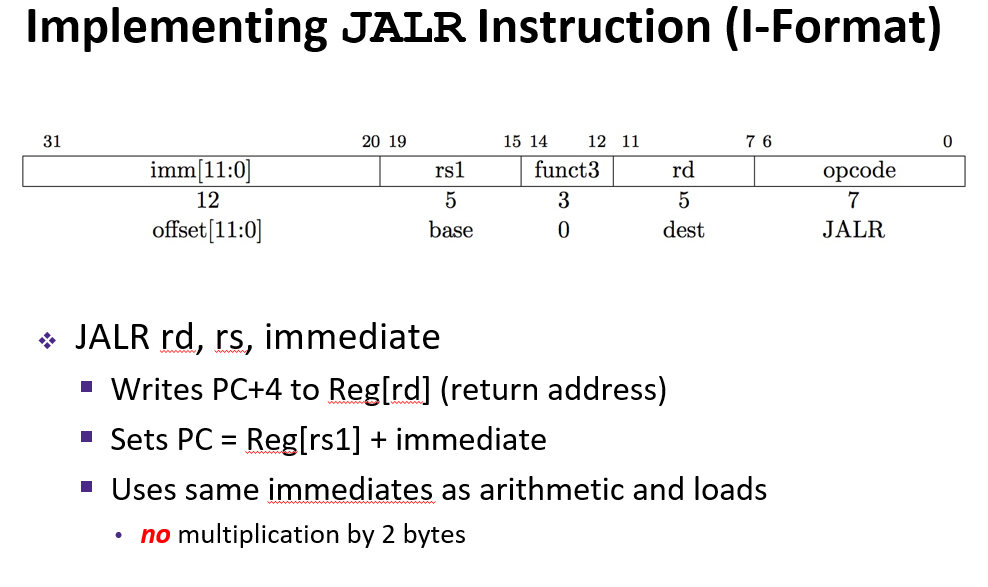 Implementing JALR Instruction (I-Format)
31 20 19 15 14 12 11 7 6 0
imm[11:0] rs1 funct3 rd opcode
12 5 3 5 7
offset[11:0] base 0 dest JALR
❖ JALR rd, rs, immediate
▪ Writes PC+4 to Reg[rd] (return address)
▪ Sets PC = Reg[rs1] + immediate
▪ Uses same immediates as arithmetic and loads
• no multiplication by 2 bytes